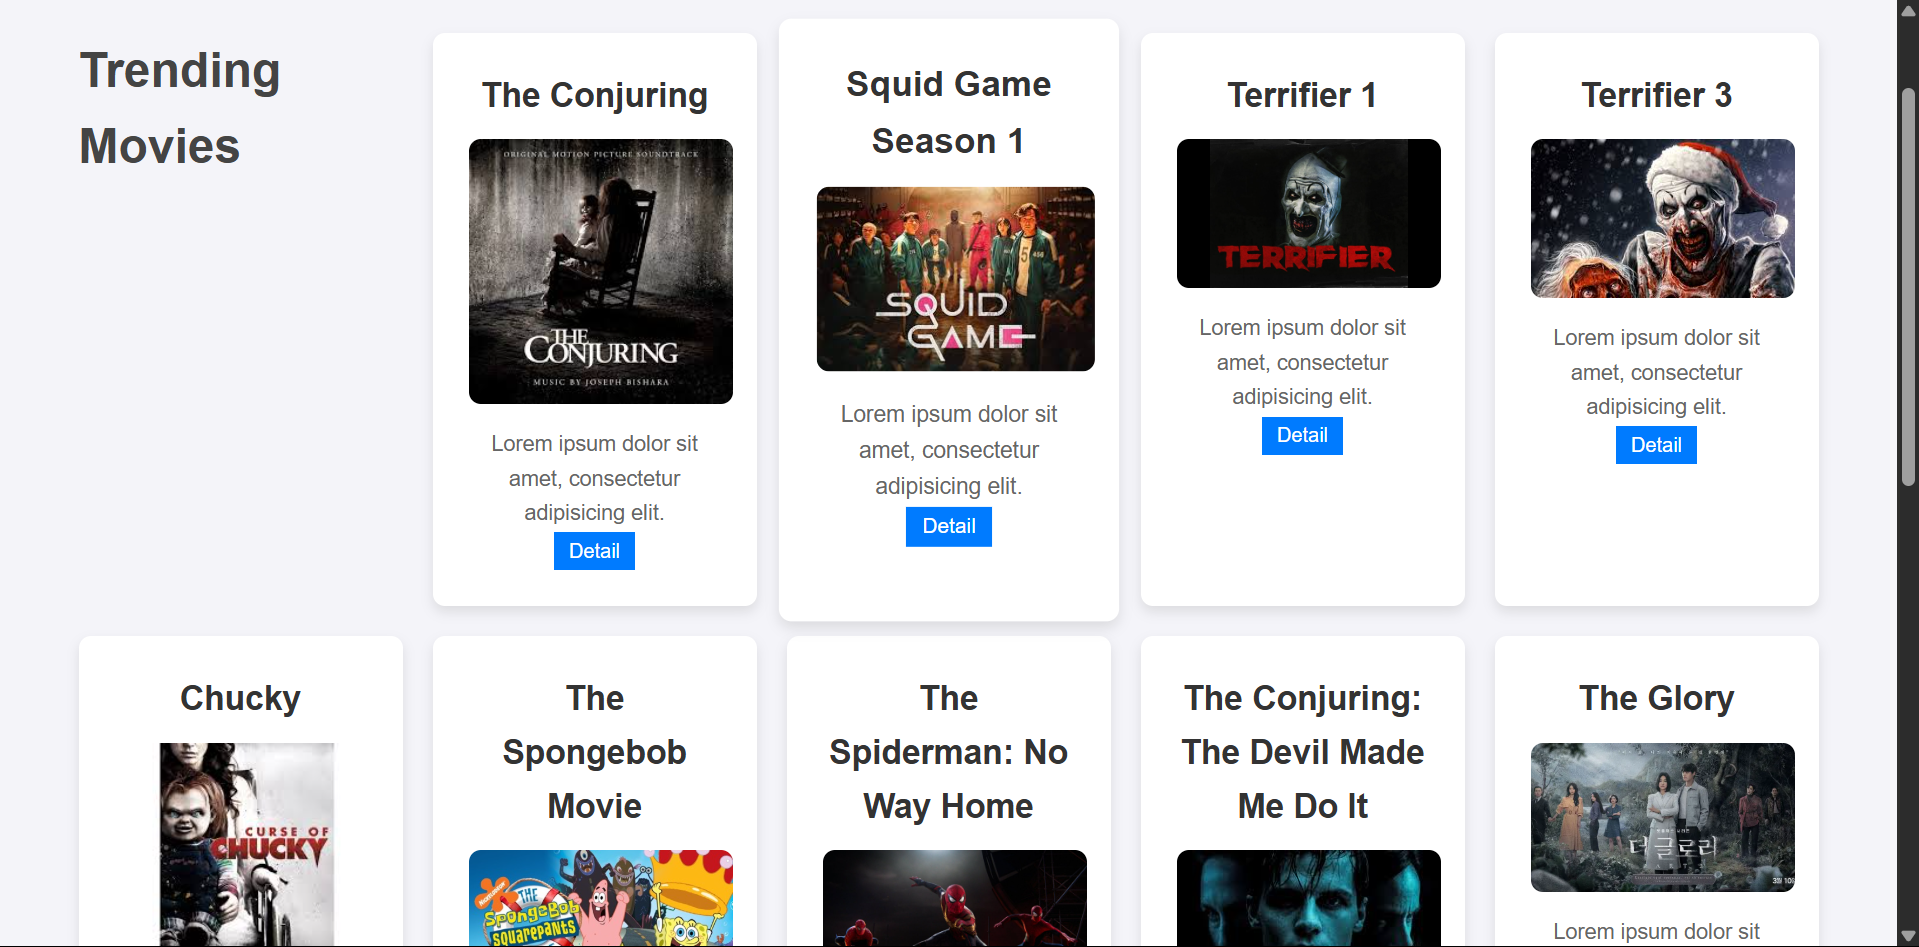 Trending
Movies
The Conjuring
ORIGINAL MOTION PICTURE SOUNDTRACK
THE
CONJURING
MUSIC BY JOSEPH BISHARA
Lorem ipsum dolor sit
amet, consectetur
adipisicing elit.
Detail
Squid Game
Season 1
SQUID
GAME
Lorem ipsum dolor sit
amet, consectetur
adipisicing elit.
Detail
Terrifier 1
TERRIFIER
Lorem ipsum dolor sit
amet, consectetur
adipisicing elit.
Detail
Terrifier 3
Lorem ipsum dolor sit
amet, consectetur
adipisicing elit.
Detail
Chucky
CURSE OF
CHUCKY
The
Spongebob
Movie
NICKELODEON
THE
SPONGEBOB
SQUAREPANTS
The
Spiderman: No
Way Home
The Conjuring:
The Devil Made
Me Do It
The Glory
더 글로리
Lorem ipsum dolor sit